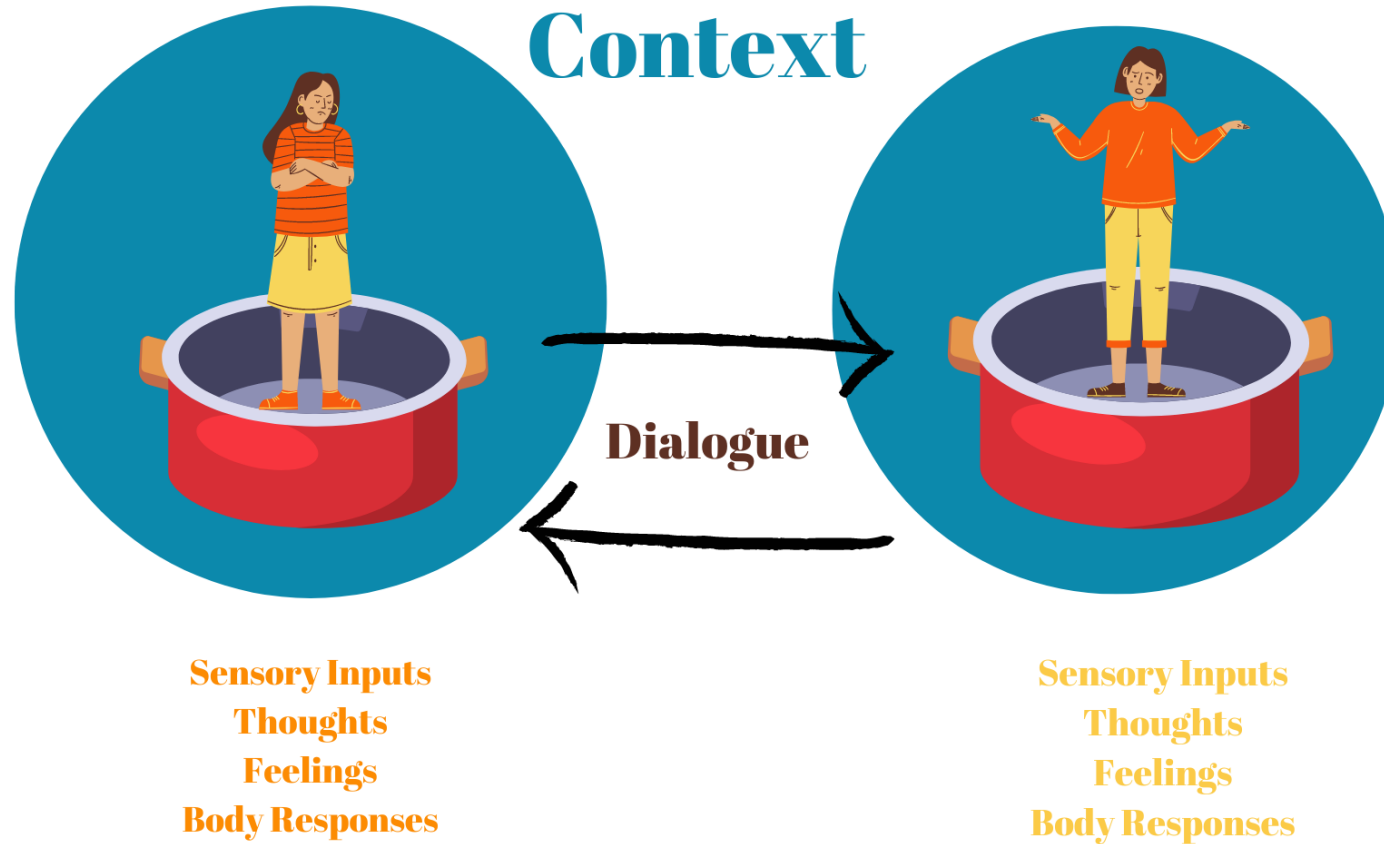 Context
Dialogue
Sensory Inputs
Thoughts
Feelings
Body Responses
Sensory Inputs
Thoughts
Feelings
Body Responses